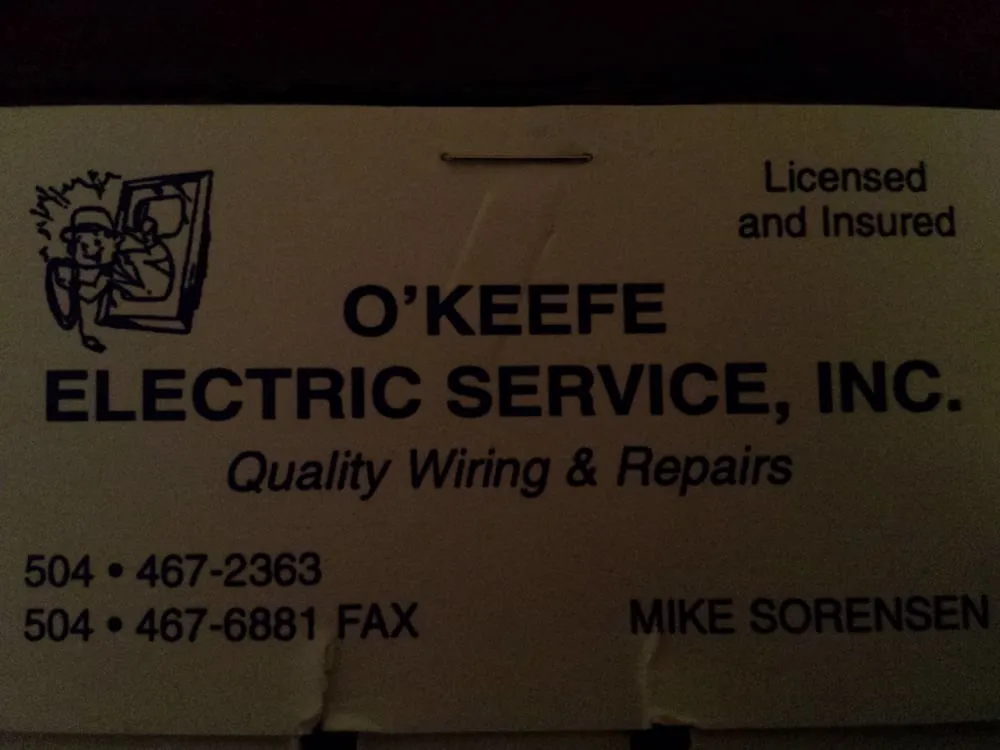 Licensed
and Insured
O'KEEFE
ELECTRIC SERVICE, INC.
Quality Wiring & Repairs
504 • 467-2363
504 • 467-6881 FAX
MIKE SORENSEN